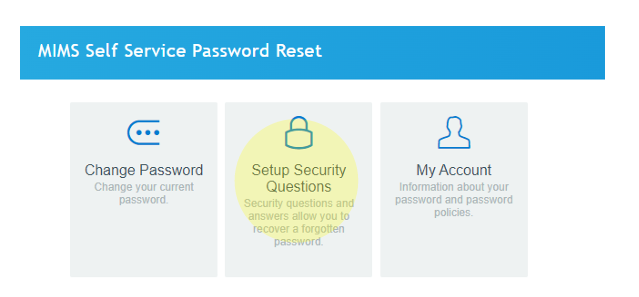 MIMS Self Service Password Reset
Change Password
Change your current
password.
Setup Security
Questions
Security questions and
answers allow you to
recover a forgotten
password.
My Account
Information about your
password and password
policies.